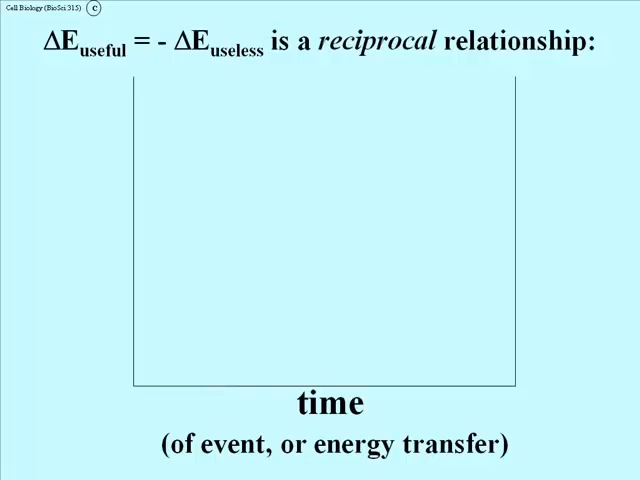 Cell Biology (BioSci 315) C
ΔEuseful = - ΔEuseless is a reciprocal relationship:
time
(of event, or energy transfer)